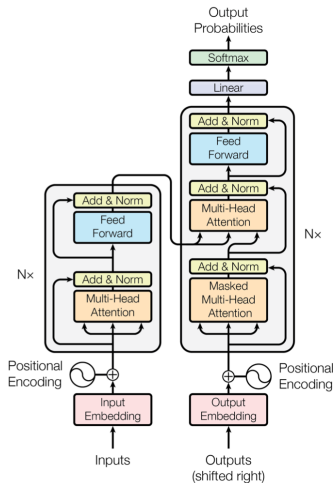 Output
Probabilities
Softmax
Linear
Add & Norm
Feed
Forward
Add & Norm
Multi-Head
Attention
Add & Norm
Masked
Multi-Head
Attention
N×
Add & Norm
Feed
Forward
Add & Norm
Multi-Head
Attention
N×
Positional
Encoding
Positional
Encoding
Input
Embedding
Output
Embedding
Inputs
Outputs
(shifted right)